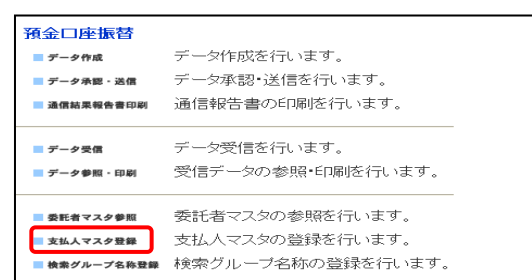 預金口座振替
データ作成 データ作成を行います。
データ承認・送信 データ承認・送信を行います。
通信結果報告書印刷 通信報告書の印刷を行います。
データ受信 データ受信を行います。
データ参照・印刷 受信データの参照・印刷を行います。
委託者マスタ参照 委託者マスタの参照を行います。
支払人マスタ登録 支払人マスタの登録を行います。
検索グループ名称登録 検索グループ名称の登録を行います。